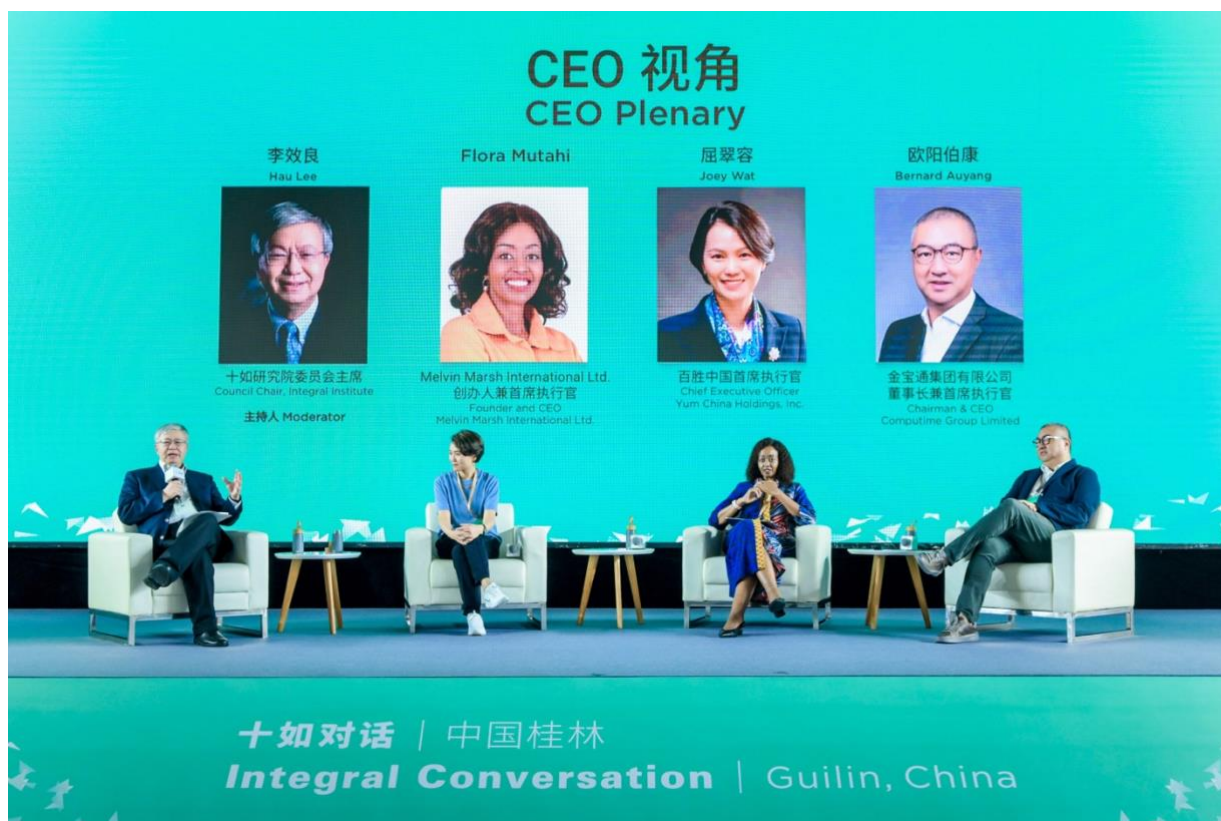 CEO 视角
CEO Plenary
李效良
Hau Lee
十如研究院委员会主席
Council Chair, Integral Institute
主持人 Moderator
Flora Mutahi
Melvin Marsh International Ltd.
创办人兼首席执行官
Founder and CEO
Melvin Marsh International Ltd.
屈翠容
Joey Wat
百胜中国首席执行官
Chief Executive Officer
Yum China Holdings, Inc.
欧阳伯康
Bernard Auyang
金宝通集团有限公司
董事长兼首席执行官
Chairman & CEO
Computime Group Limited
十如对话 | 中国桂林
Integral Conversation | Guilin, China